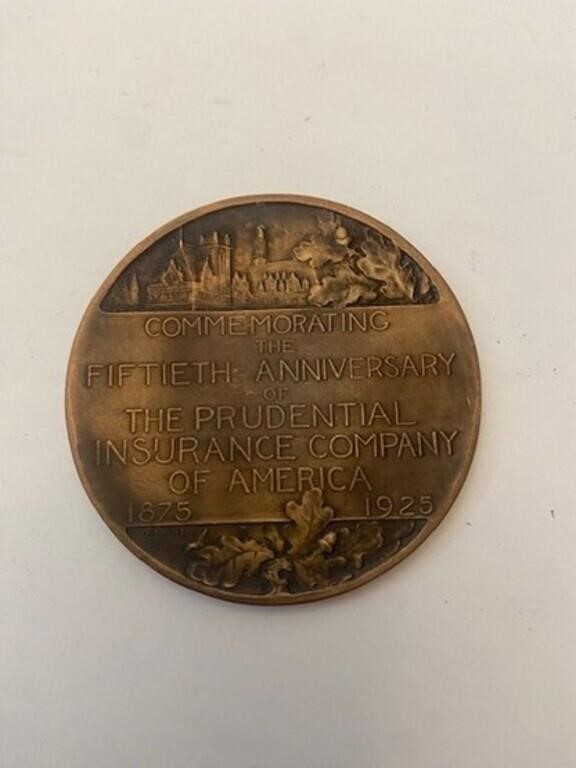 COMMEMORATING
THE
FIFTIETH ANNIVERSARY
OF
THE PRUDENTIAL
INSURANCE COMPANY
OF AMERICA
1875 1925